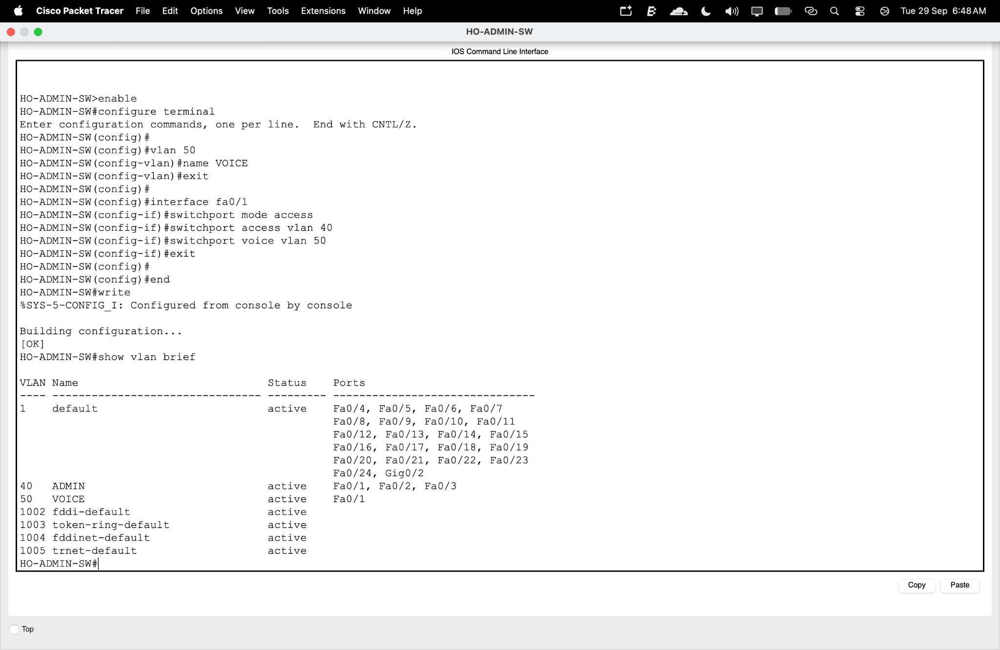 Cisco Packet Tracer File Edit Options View Tools Extensions Window Help Tue 29 Sep 6:48 AM
HO-ADMIN-SW
IOS Command Line Interface
HO-ADMIN-SW>enable
HO-ADMIN-SW#configure terminal
Enter configuration commands, one per line.  End with CNTL/Z.
HO-ADMIN-SW(config)#
HO-ADMIN-SW(config)#vlan 50
HO-ADMIN-SW(config-vlan)#name VOICE
HO-ADMIN-SW(config-vlan)#exit
HO-ADMIN-SW(config)#
HO-ADMIN-SW(config)#interface fa0/1
HO-ADMIN-SW(config-if)#switchport mode access
HO-ADMIN-SW(config-if)#switchport access vlan 40
HO-ADMIN-SW(config-if)#switchport voice vlan 50
HO-ADMIN-SW(config-if)#exit
HO-ADMIN-SW(config)#
HO-ADMIN-SW(config)#end
HO-ADMIN-SW#write
%SYS-5-CONFIG_I: Configured from console by console
Building configuration...
[OK]
HO-ADMIN-SW#show vlan brief
VLAN Name                             Status    Ports
---- -------------------------------- --------- -------------------------------
1    default                          active    Fa0/4, Fa0/5, Fa0/6, Fa0/7
                                                Fa0/8, Fa0/9, Fa0/10, Fa0/11
                                                Fa0/12, Fa0/13, Fa0/14, Fa0/15
                                                Fa0/16, Fa0/17, Fa0/18, Fa0/19
                                                Fa0/20, Fa0/21, Fa0/22, Fa0/23
                                                Fa0/24, Gig0/2
40   ADMIN                            active    Fa0/1, Fa0/2, Fa0/3
50   VOICE                            active    Fa0/1
1002 fddi-default                     active
1003 token-ring-default               active
1004 fddinet-default                  active
1005 trnet-default                    active
HO-ADMIN-SW#
Copy Paste
Top